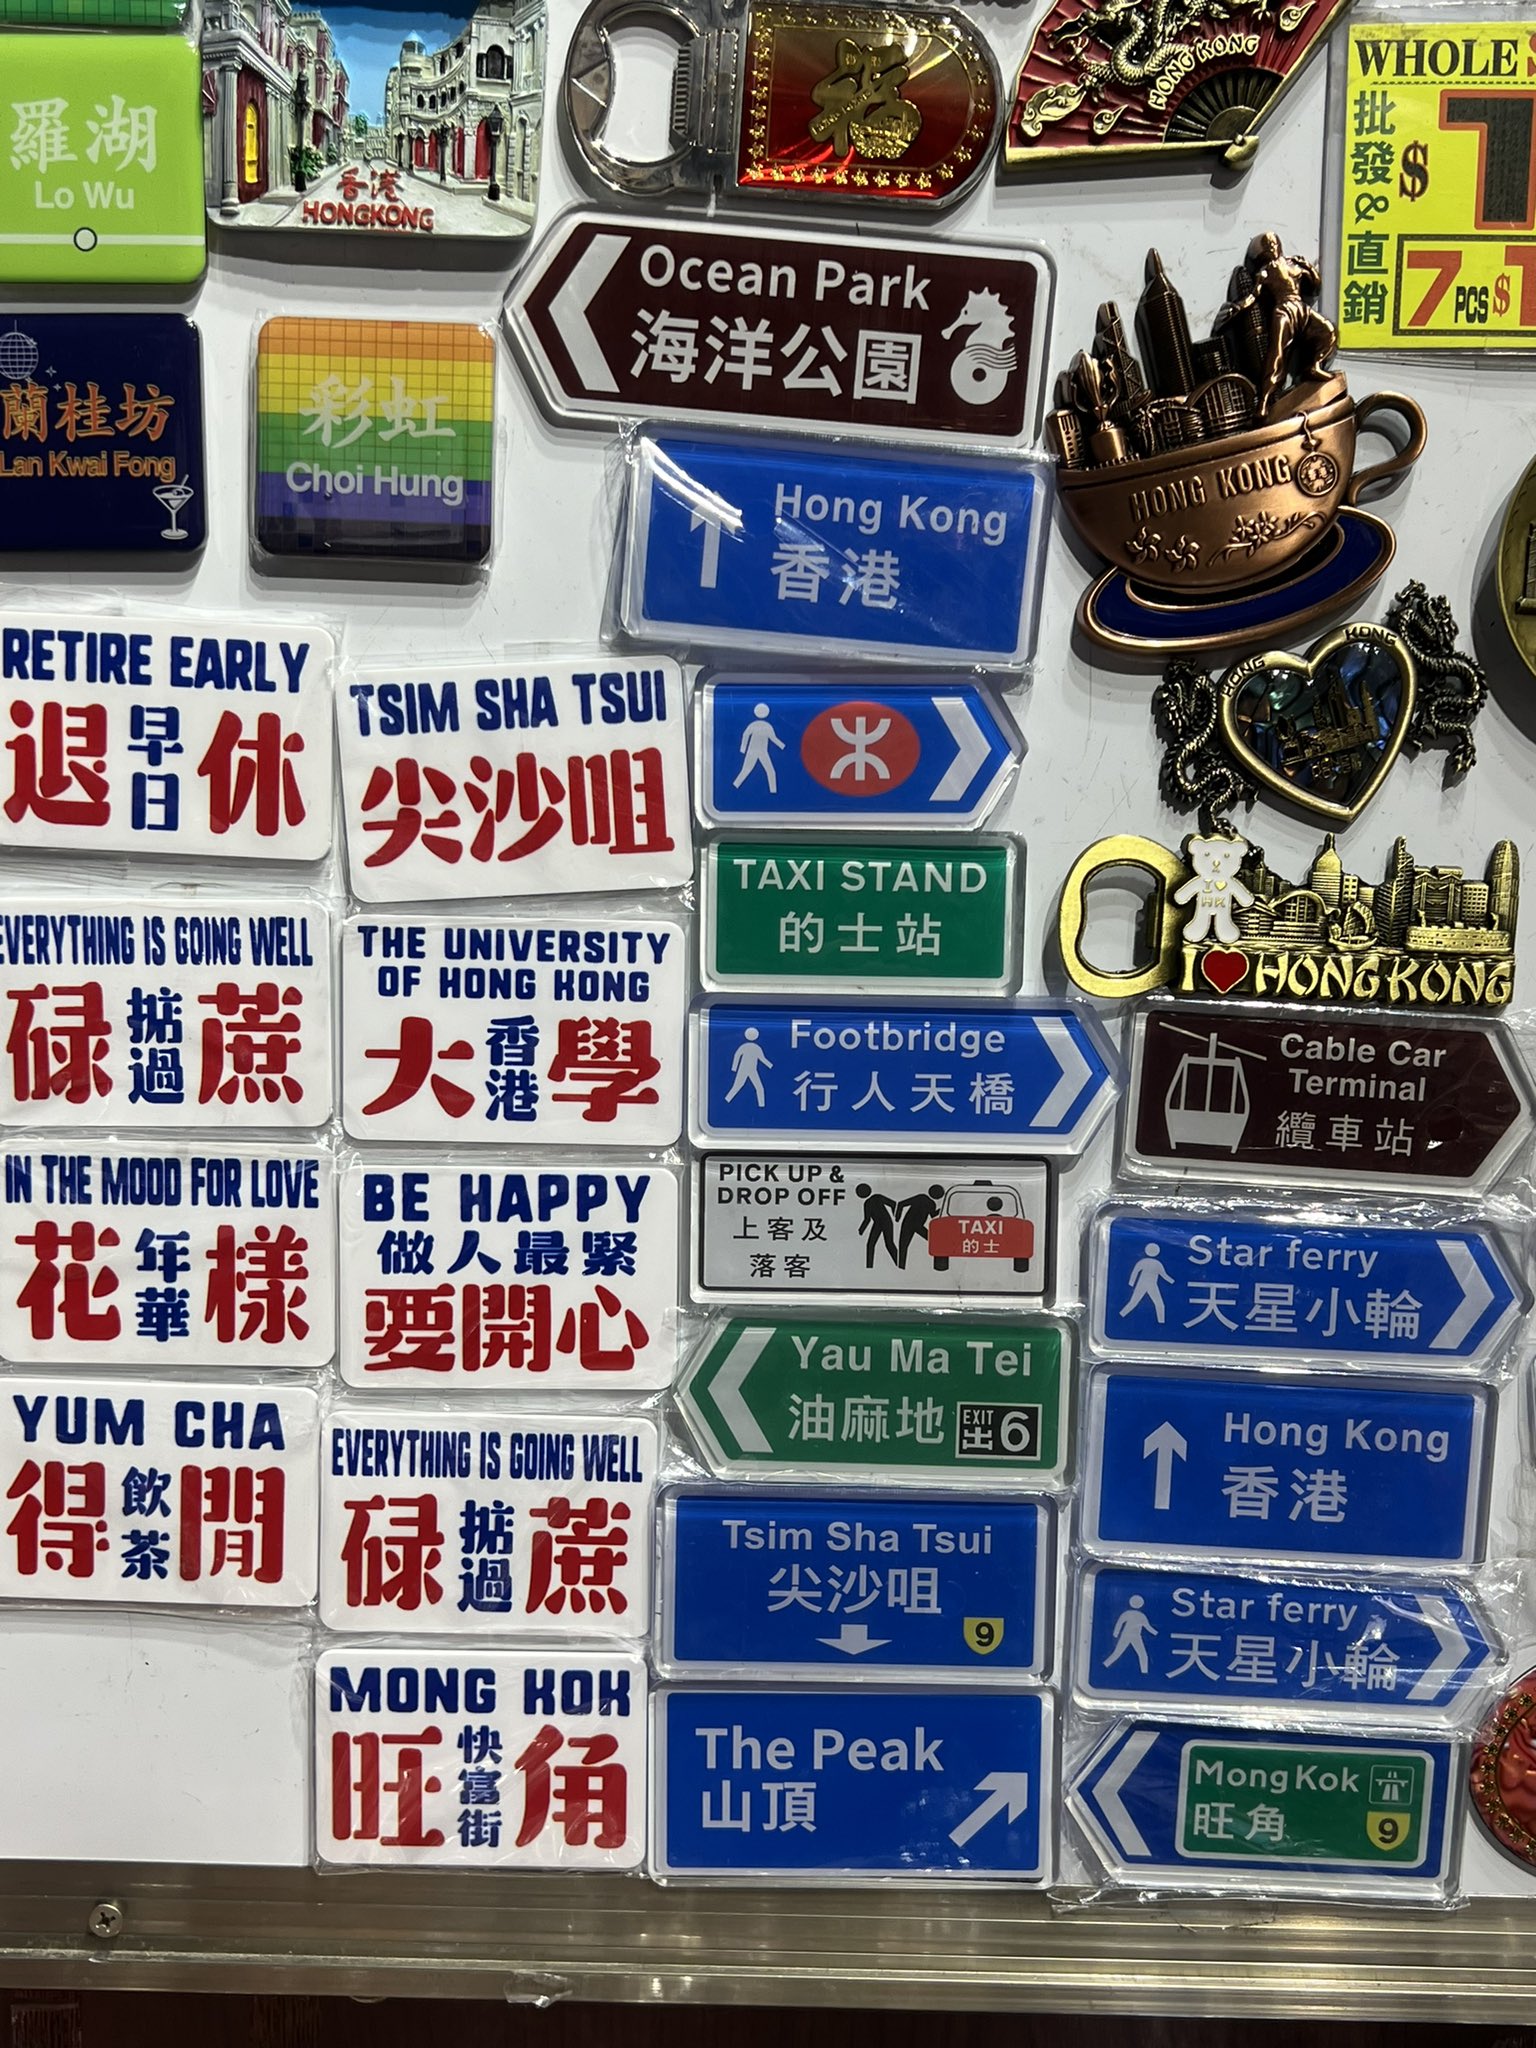 羅湖
Lo Wu
香港
HONGKONG
福
HONG KONG
WHOLE
批發&直銷
$
7 PCS $
Ocean Park
海洋公園
蘭桂坊
Lan Kwai Fong
彩虹
Choi Hung
Hong Kong
香港
HONG KONG
HONG KONG
RETIRE EARLY
退早日休
TSIM SHA TSUI
尖沙咀
TAXI STAND
的士站
I HK
I HONG KONG
EVERYTHING IS GOING WELL
碌掂過蔗
THE UNIVERSITY
OF HONG KONG
大香港學
Footbridge
行人天橋
Cable Car
Terminal
纜車站
IN THE MOOD FOR LOVE
花年華樣
BE HAPPY
做人最緊
要開心
PICK UP &
DROP OFF
上客及
落客
TAXI
的士
Star ferry
天星小輪
Yau Ma Tei
油麻地
EXIT
出6
YUM CHA
得飲茶閒
EVERYTHING IS GOING WELL
碌掂過蔗
Hong Kong
香港
Tsim Sha Tsui
尖沙咀
9
Star ferry
天星小輪
MONG KOK
旺快富街角
The Peak
山頂
Mong Kok
旺角
9